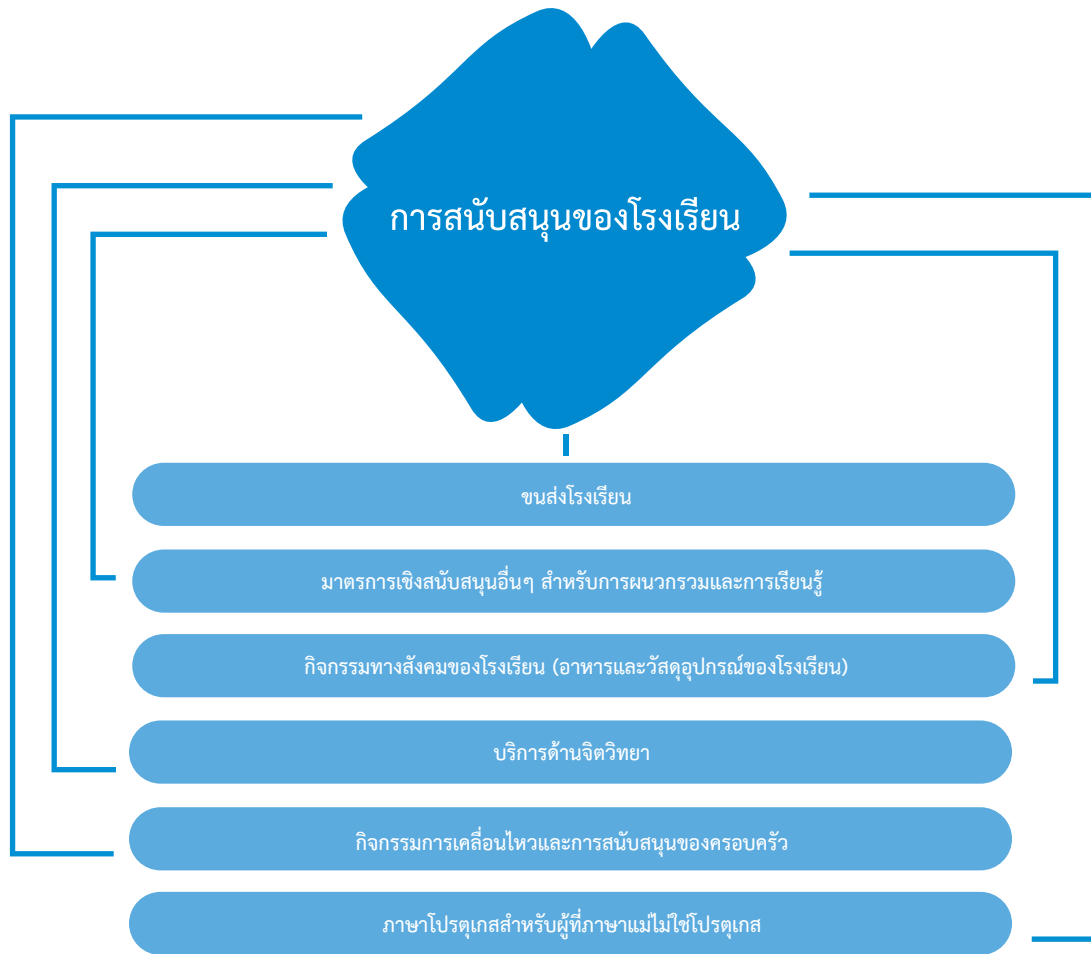 การสนับสนุนของโรงเรียน
ขนส่งโรงเรียน
มาตรการเชิงสนับสนุนอื่นๆ สำหรับการผนวกรวมและการเรียนรู้
กิจกรรมทางสังคมของโรงเรียน (อาหารและวัสดุอุปกรณ์ของโรงเรียน)
บริการด้านจิตวิทยา
กิจกรรมการเคลื่อนไหวและการสนับสนุนของครอบครัว
ภาษาโปรตุเกสสำหรับผู้ที่ภาษาแม่ไม่ใช่โปรตุเกส